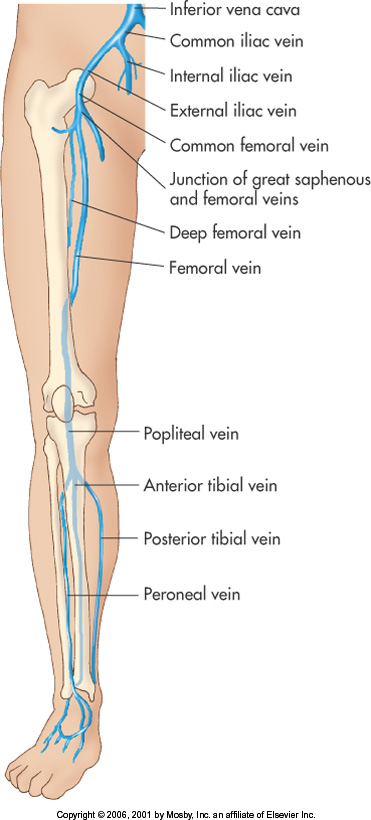 Inferior vena cava
Common iliac vein
Internal iliac vein
External iliac vein
Common femoral vein
Junction of great saphenous
and femoral veins
Deep femoral vein
Femoral vein
Popliteal vein
Anterior tibial vein
Posterior tibial vein
Peroneal vein
Copyright © 2006, 2001 by Mosby, Inc. an affiliate of Elsevier Inc.